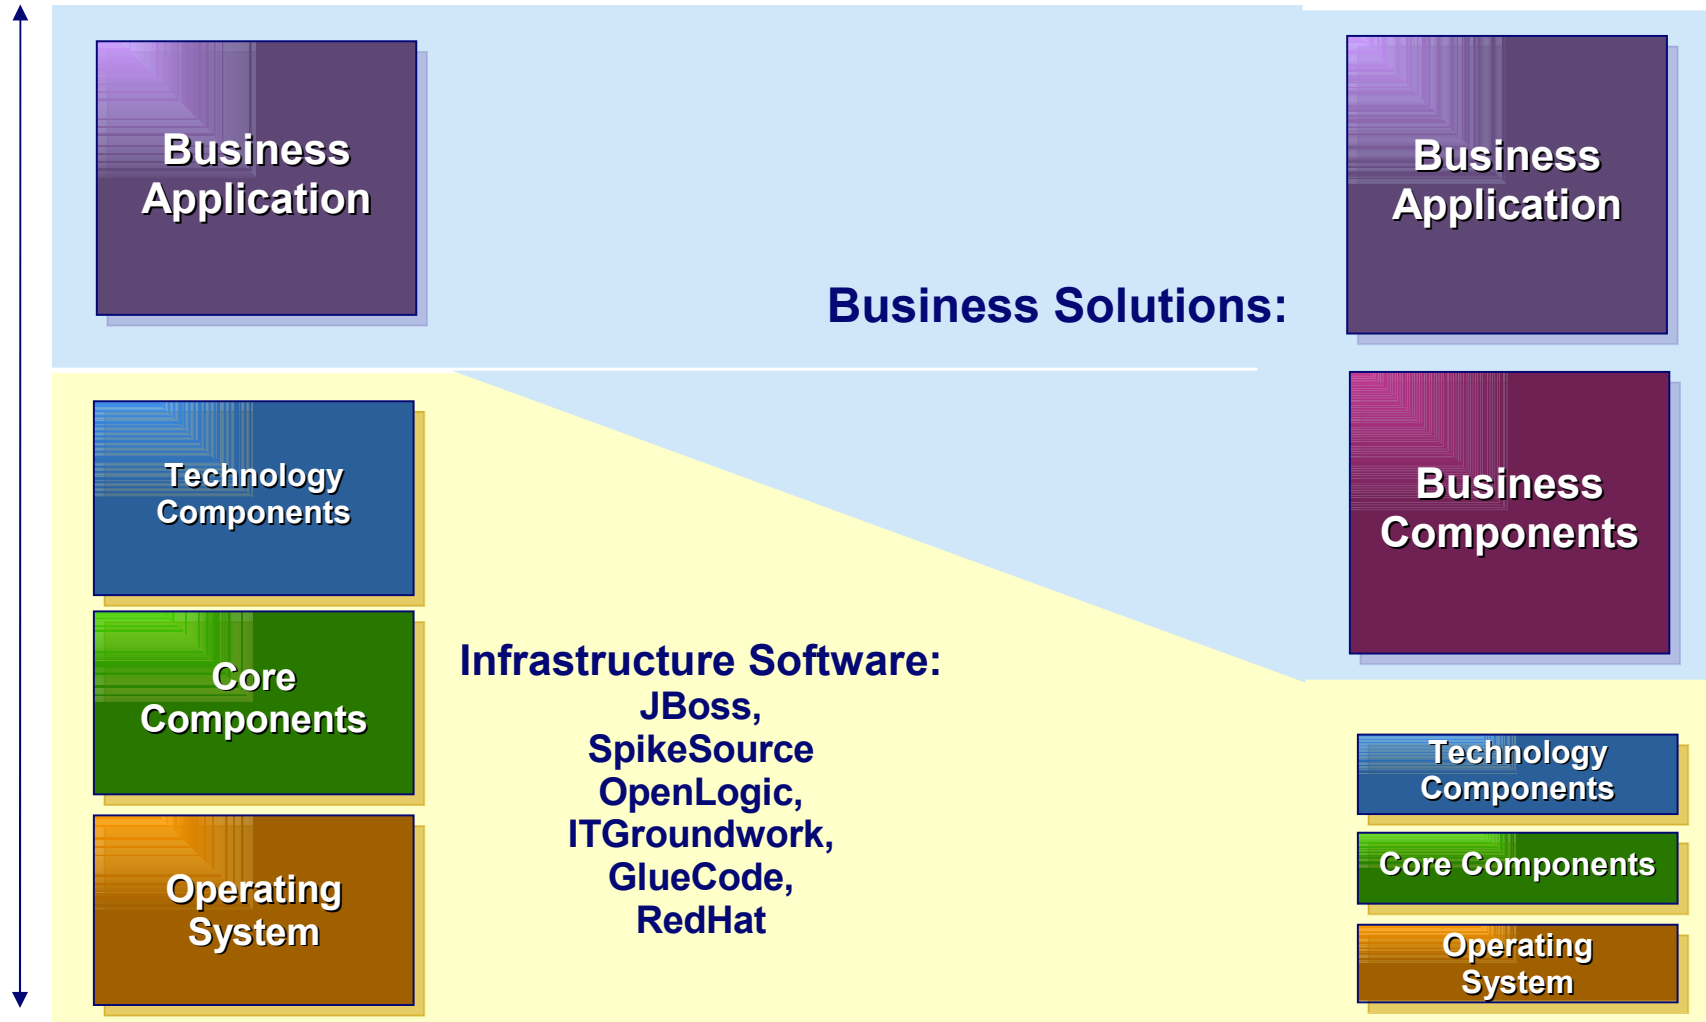 Business
Application
Technology
Components
Core
Components
Operating
System
Business Solutions:
Infrastructure Software:
JBoss,
SpikeSource
OpenLogic,
ITGroundwork,
GlueCode,
RedHat
Business
Application
Business
Components
Technology
Components
Core Components
Operating
System